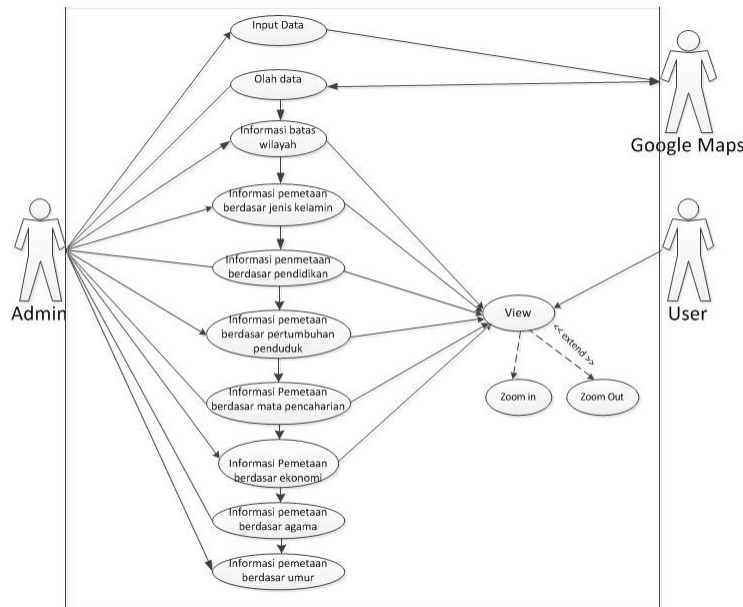 Input Data
Olah data
Google Maps
Informasi batas
wilayah
Informasi pemetaan
berdasar jenis kelamin
Informasi penmetaan
berdasar pendidikan
Admin
Informasi pemetaan
berdasar pertumbuhan
penduduk
View
User
<< extend >>
Informasi Pemetaan
berdasar mata pencaharian
Zoom in
Zoom Out
Informasi Pemetaan
berdasar ekonomi
Informasi pemetaan
berdasar agama
Informasi pemetaan
berdasar umur